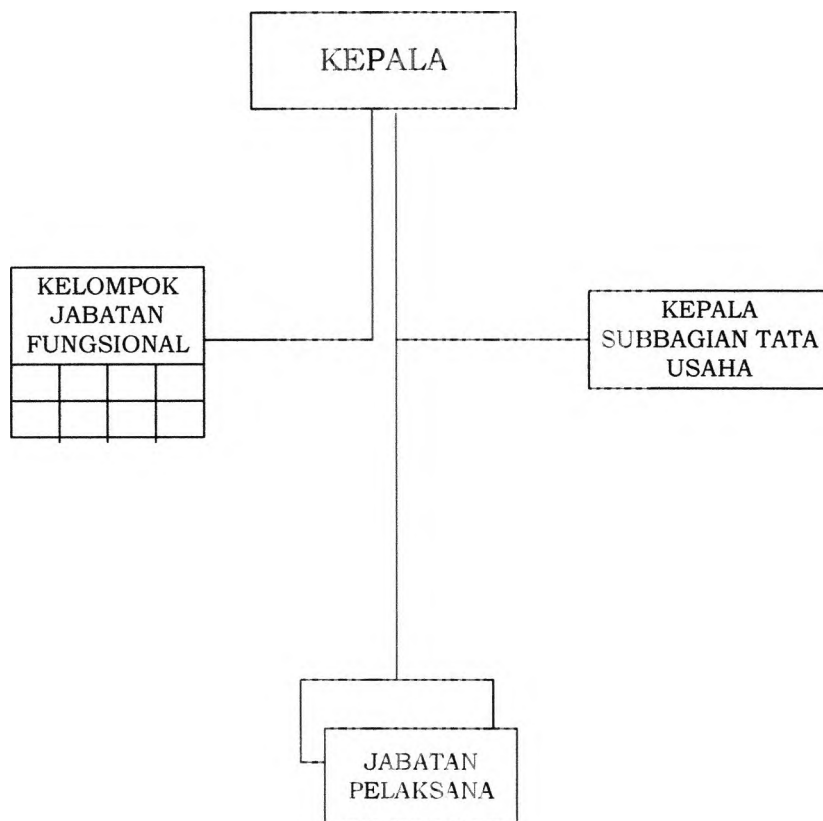 KEPALA
KELOMPOK
JABATAN
FUNGSIONAL
KEPALA
SUBBAGIAN TATA
USAHA
JABATAN
PELAKSANA